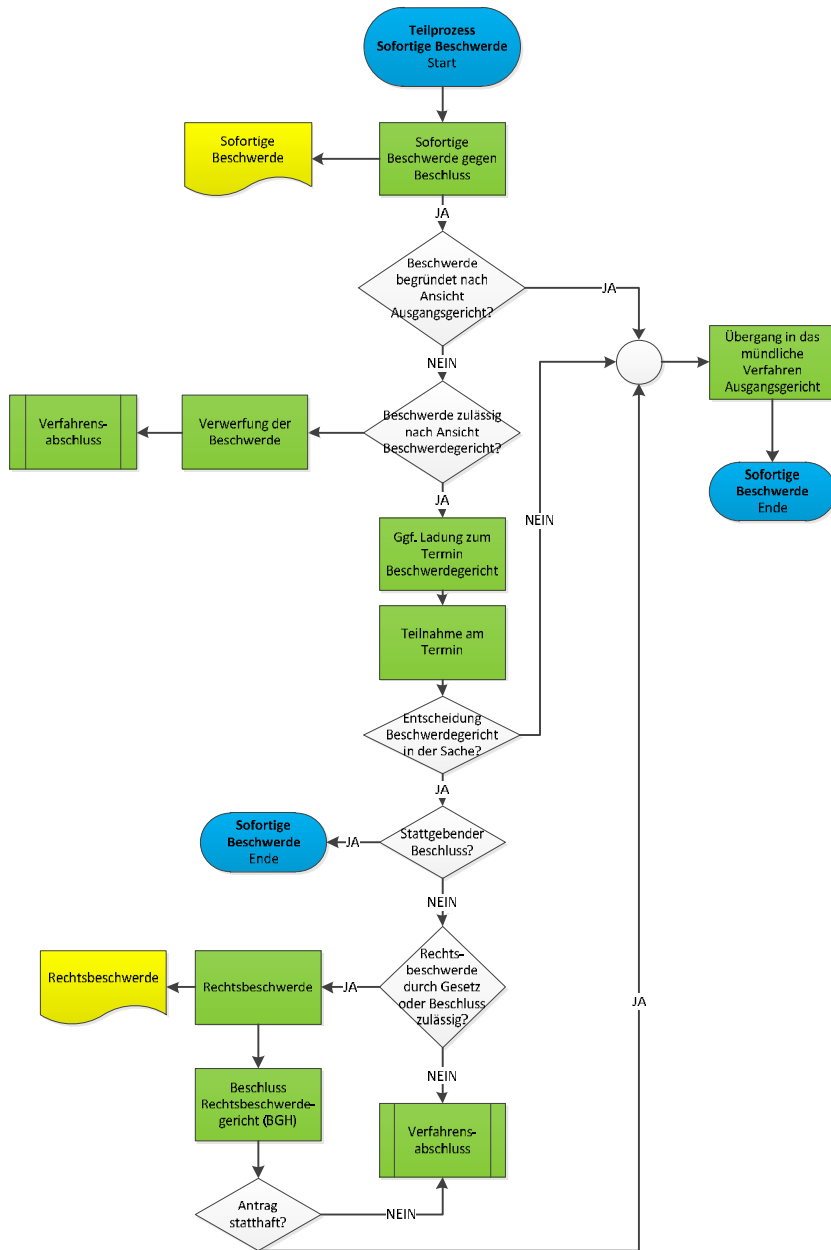 Teilprozess
Sofortige Beschwerde
Start
Sofortige
Beschwerde
Sofortige
Beschwerde gegen
Beschluss
JA
Beschwerde
begründet nach
Ansicht
Ausgangsgericht?
JA
NEIN
Übergang in das
mündliche
Verfahren
Ausgangsgericht
Verfahrens-
abschluss
Verwerfung der
Beschwerde
Beschwerde zulässig
nach Ansicht
Beschwerdegericht?
Sofortige
Beschwerde
Ende
JA
NEIN
Ggf. Ladung zum
Termin
Beschwerdegericht
Teilnahme am
Termin
Entscheidung
Beschwerdegericht
in der Sache?
JA
Sofortige
Beschwerde
Ende
JA
Stattgebender
Beschluss?
NEIN
Rechtsbeschwerde
Rechtsbeschwerde
JA
Rechts-
beschwerde
durch Gesetz
oder Beschluss
zulässig?
JA
NEIN
Beschluss
Rechtsbeschwerde-
gericht (BGH)
Verfahrens-
abschluss
Antrag
statthaft?
NEIN